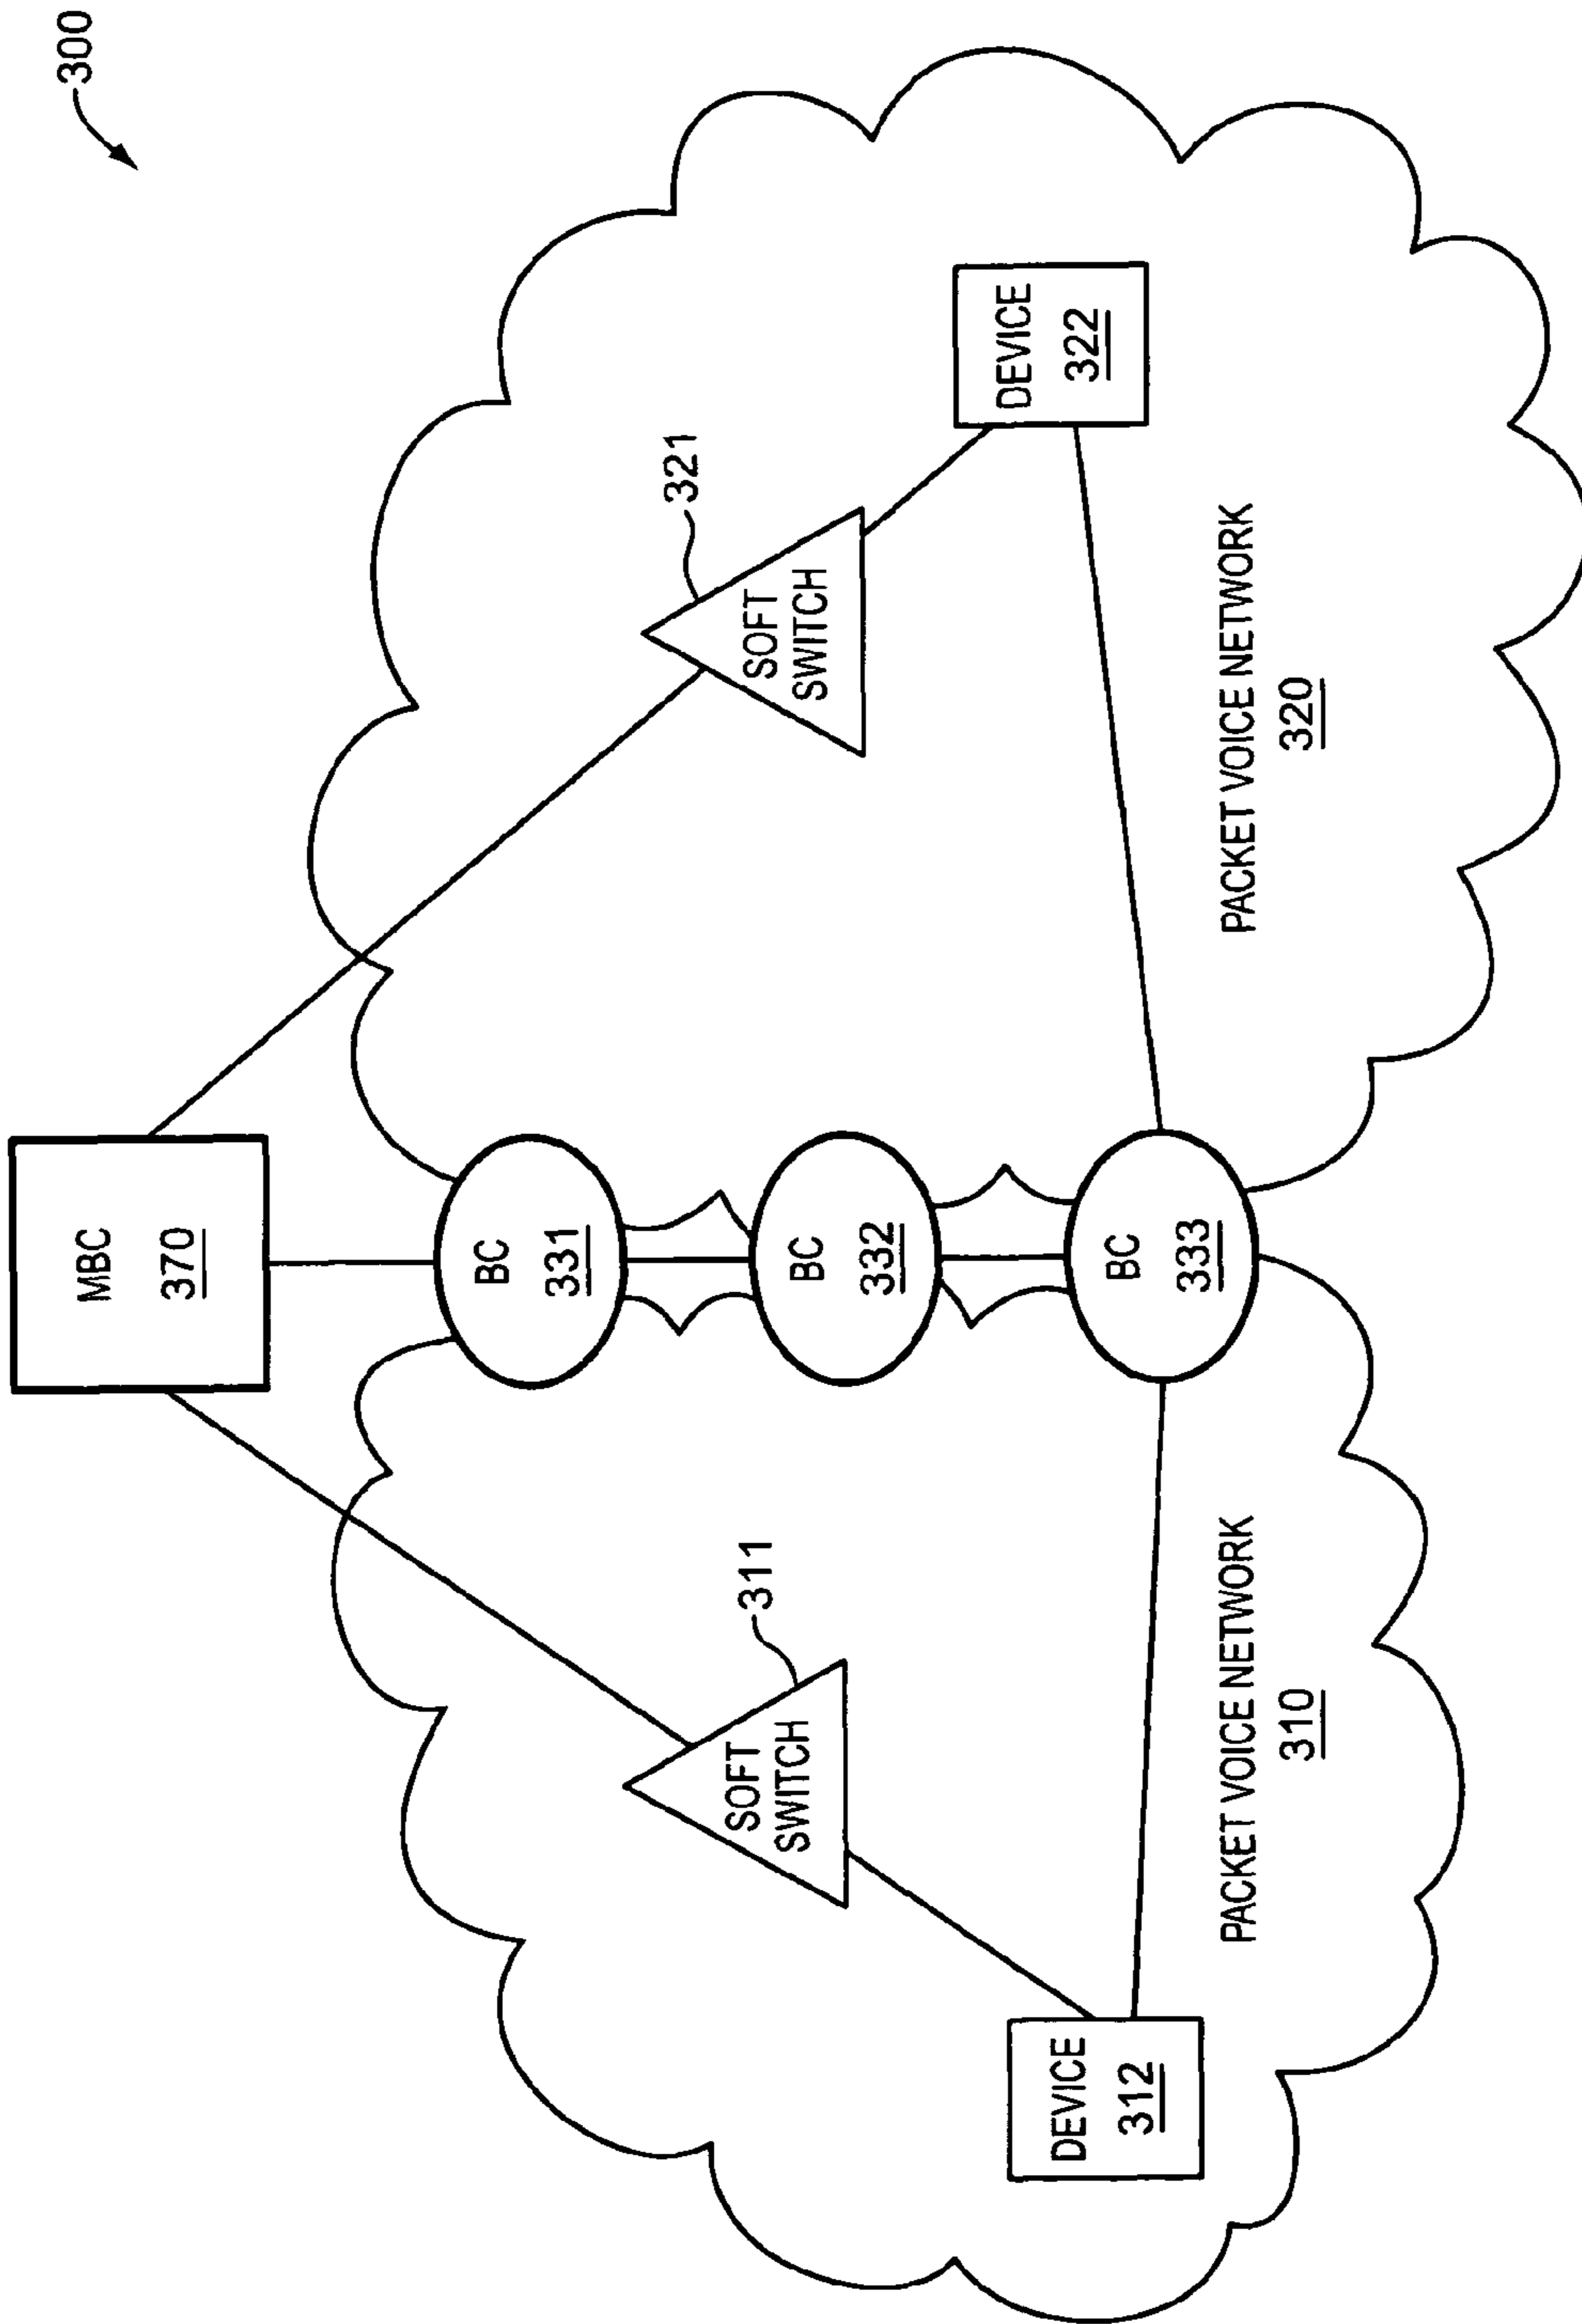 300
MBC
370
BC
331
BC
332
BC
333
SOFT
SWITCH
311
SOFT
SWITCH
321
DEVICE
312
DEVICE
322
PACKET VOICE NETWORK
310
PACKET VOICE NETWORK
320